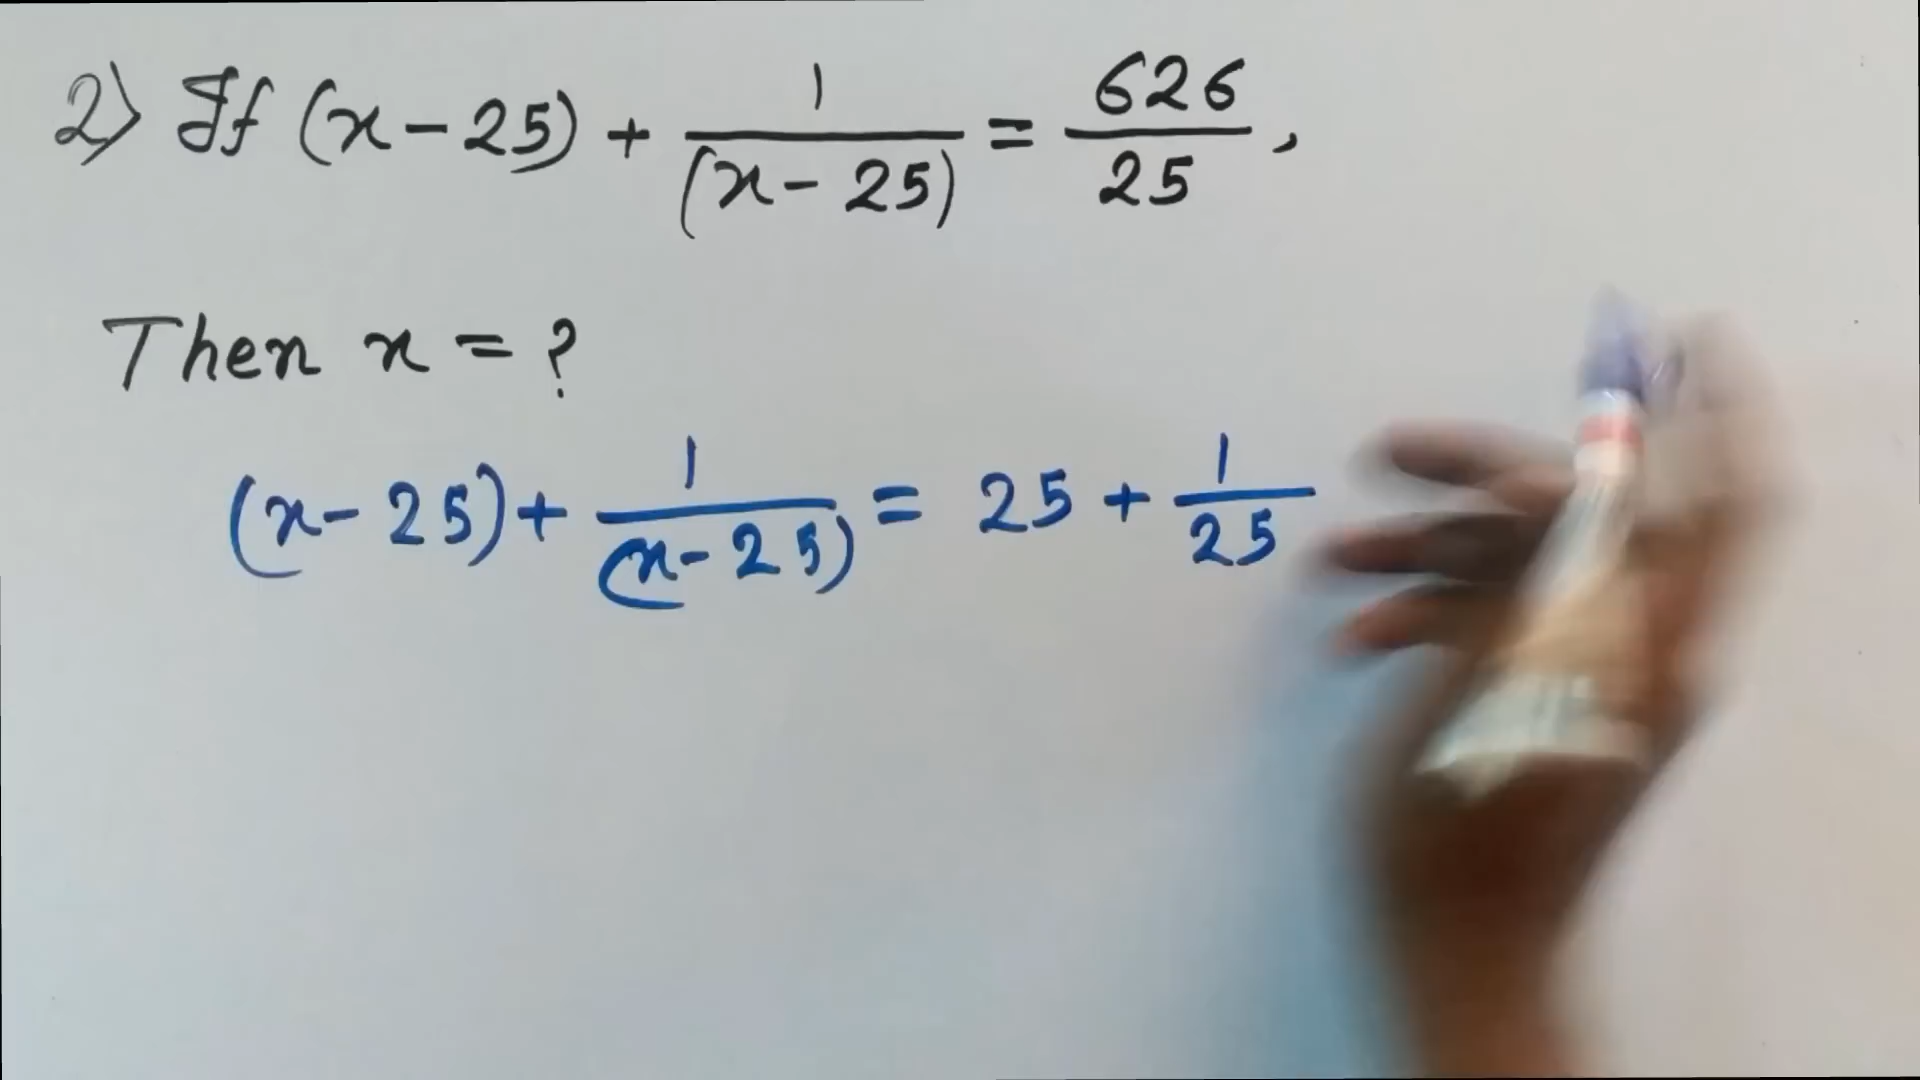 2) If (x - 25) + 1/(x - 25) = 626/25,
Then x = ?
(x - 25) + 1/(x - 25) = 25 + 1/25